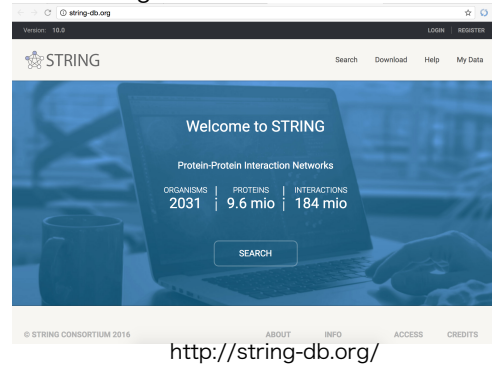 string-db.org
Version: 10.0 LOGIN | REGISTER
STRING Search Download Help My Data
Welcome to STRING
Protein-Protein Interaction Networks
ORGANISMS PROTEINS INTERACTIONS
2031 9.6 mio 184 mio
SEARCH
© STRING CONSORTIUM 2016 ABOUT INFO ACCESS CREDITS
http://string-db.org/